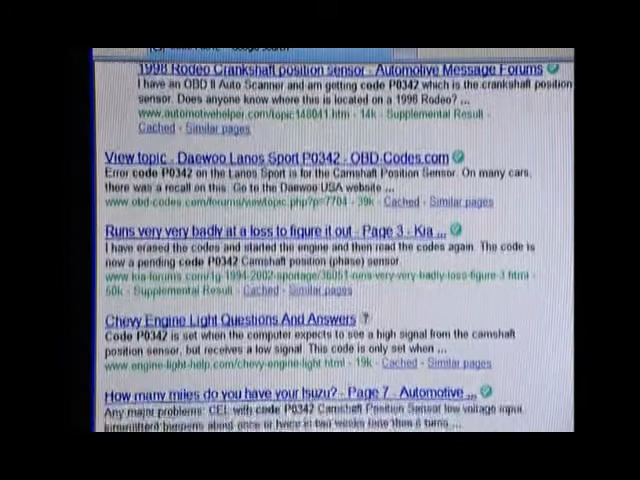 1998 Rodeo Crankshaft position sensor - Automotive Message Forums
I have an OBD II Auto Scanner and am getting code P0342 which is the crankshaft position
sensor. Does anyone know where this is located on a 1996 Rodeo? ...
www.automotivehelper.com/topic148041.htm - 14k - Supplemental Result -
Cached - Similar pages
View topic - Daewoo Lanos Sport P0342 - OBD-Codes.com
Error code P0342 on the Lanos Sport is for the Camshaft Position Sensor. On many cars,
there was a recall on this. Go to the Daewoo USA website ...
www.obd-codes.com/forums/viewtopic.php?p=7704 - 39k - Cached - Similar pages
Runs very very badly at a loss to figure it out - Page 3 - Kia ...
I have erased the codes and started the engine and then read the codes again. The code is
now a pending code P0342 Camshaft position (phase) sensor.
www.kia-forums.com/1g-1994-2002-sportage/36051-runs-very-very-badly-loss-figure-3.html -
50k - Supplemental Result - Cached - Similar pages
Chevy Engine Light Questions And Answers ?
Code P0342 is set when the computer expects to see a high signal from the camshaft
position sensor, but receives a low signal. This code is only set when ...
www.engine-light-help.com/chevy-engine-light.html - 19k - Cached - Similar pages
How many miles do you have your Isuzu? - Page 7 - Automotive ...
Any major problems: CEL with code P0342 Camshaft Position Sensor low voltage input
about once or twice in two weeks